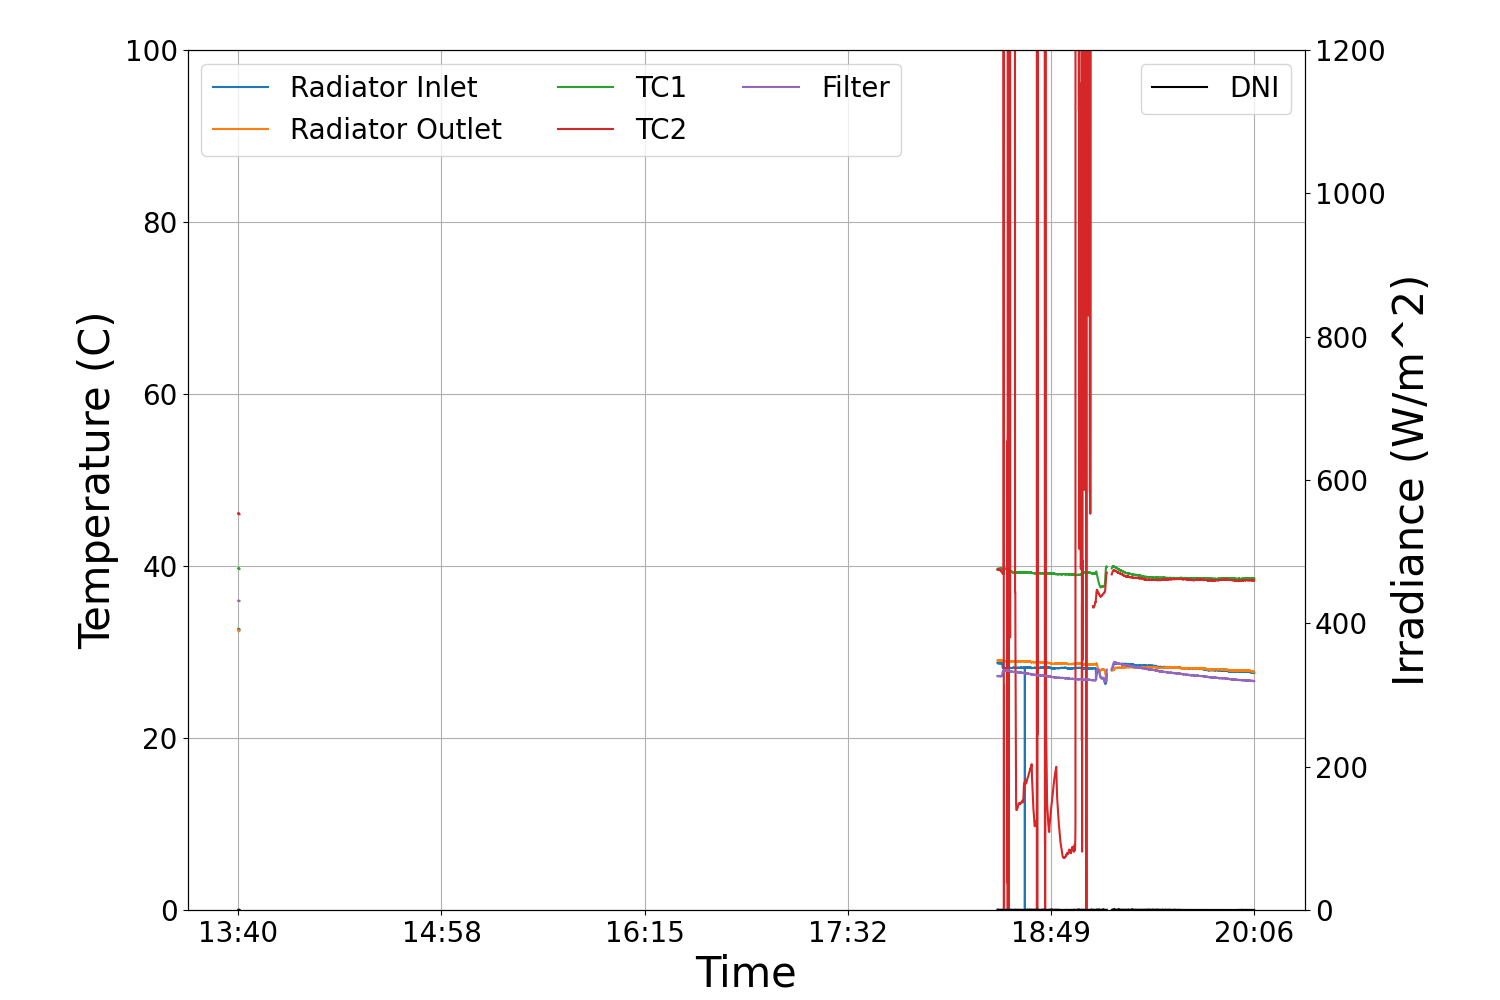 100
80
60
40
20
0
Temperature (C)
Radiator Inlet
Radiator Outlet
TC1
TC2
Filter
DNI
1200
1000
800
600
400
200
0
Irradiance (W/m^2)
13:40 14:58 16:15 17:32 18:49 20:06
Time